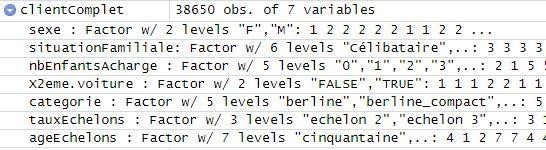 clientComplet 38650 obs. of 7 variables
sexe : Factor w/ 2 levels "F","M": 1 2 2 2 2 2 1 1 2 2 ...
situationFamiliale: Factor w/ 6 levels "Célibataire",..: 3 3 3 3
nbEnfantsAcharge : Factor w/ 5 levels "0","1","2","3",..: 2 1 5 5
X2eme.voiture : Factor w/ 2 levels "FALSE","TRUE": 1 1 1 2 2 1 1
categorie : Factor w/ 5 levels "berline","berline_compact",..: 5
tauxEchelons : Factor w/ 3 levels "echelon 2","echelon 3",..: 3 1
ageEchelons : Factor w/ 7 levels "cinquantaine",..: 4 1 2 7 7 4 4